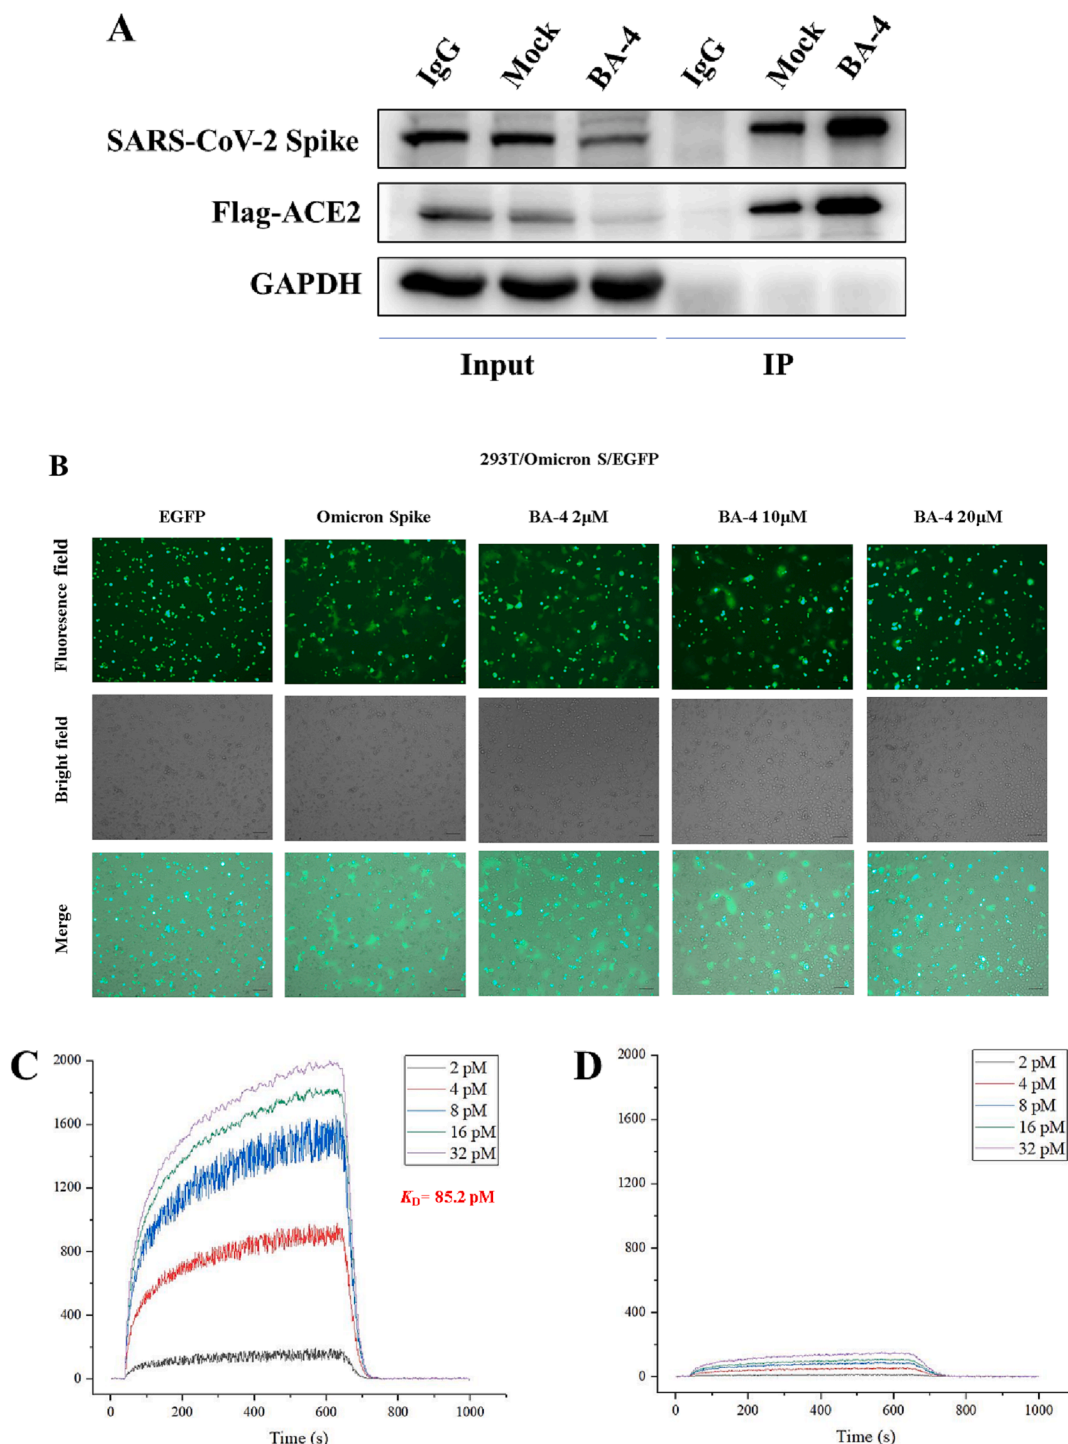 A
IgG Mock BA-4 IgG Mock BA-4
SARS-CoV-2 Spike
Flag-ACE2
GAPDH
Input IP
B
293T/Omicron S/EGFP
EGFP Omicron Spike BA-4 2μM BA-4 10μM BA-4 20μM
Fluorescence field
Bright field
Merge
C
2000
1600
1200
800
400
0
0 200 400 600 800 1000
Time (s)
2 pM
4 pM
8 pM
16 pM
32 pM
KD= 85.2 pM
D
2000
1600
1200
800
400
0
0 200 400 600 800 1000
Time (s)
2 pM
4 pM
8 pM
16 pM
32 pM